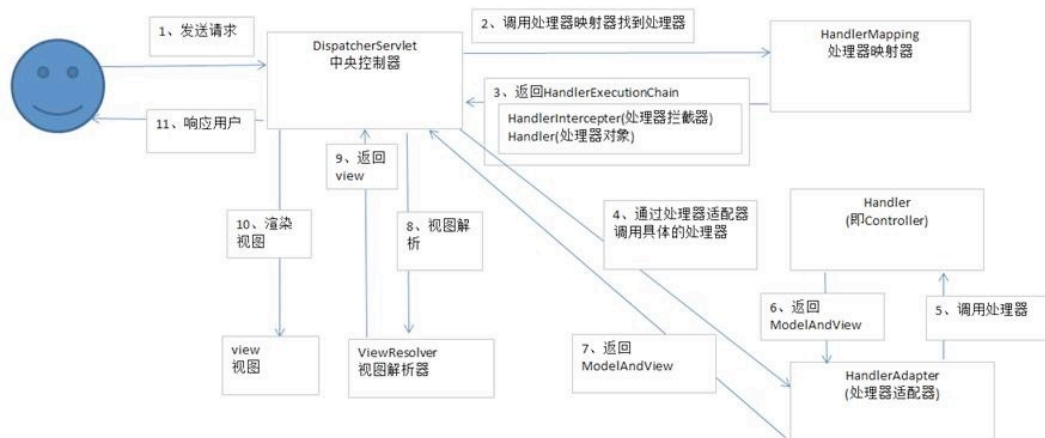 1、发送请求
DispatcherServlet
中央控制器
2、调用处理器映射器找到处理器
HandlerMapping
处理器映射器
3、返回HandlerExecutionChain
HandlerIntercepter(处理器拦截器)
Handler(处理器对象)
11、响应用户
9、返回
view
10、渲染
视图
8、视图解
析
4、通过处理器适配器
调用具体的处理器
Handler
(即Controller)
6、返回
ModelAndView
5、调用处理器
7、返回
ModelAndView
view
视图
ViewResolver
视图解析器
HandlerAdapter
(处理器适配器)